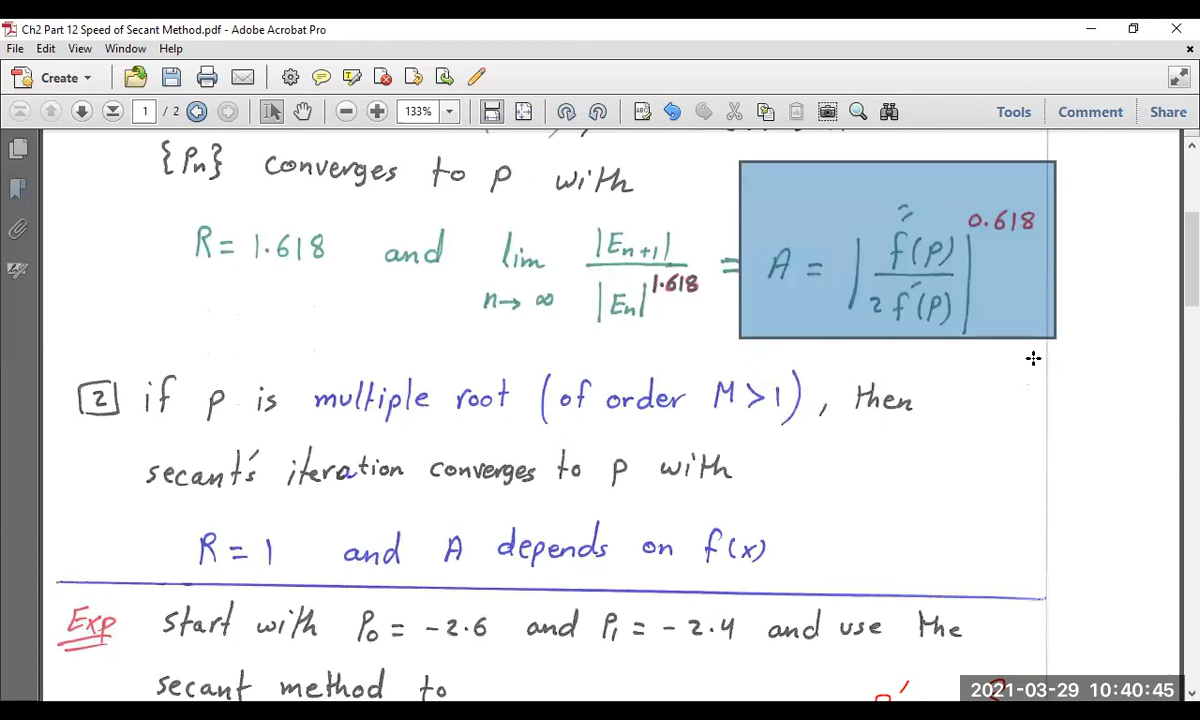 Ch2 Part 12 Speed of Secant Method.pdf - Adobe Acrobat Pro
File Edit View Window Help
Create
1 / 2 133% Tools Comment Share
{Pn} converges to p with
R = 1.618 and lim n→∞ |En+1| / |En|^1.618 = A = |f''(p) / 2 f'(p)|^0.618
2 if p is multiple root (of order M > 1), then
secant's iteration converges to p with
R = 1 and A depends on f(x)
Exp start with P0 = -2.6 and P1 = -2.4 and use the
secant method to
2021-03-29 10:40:45